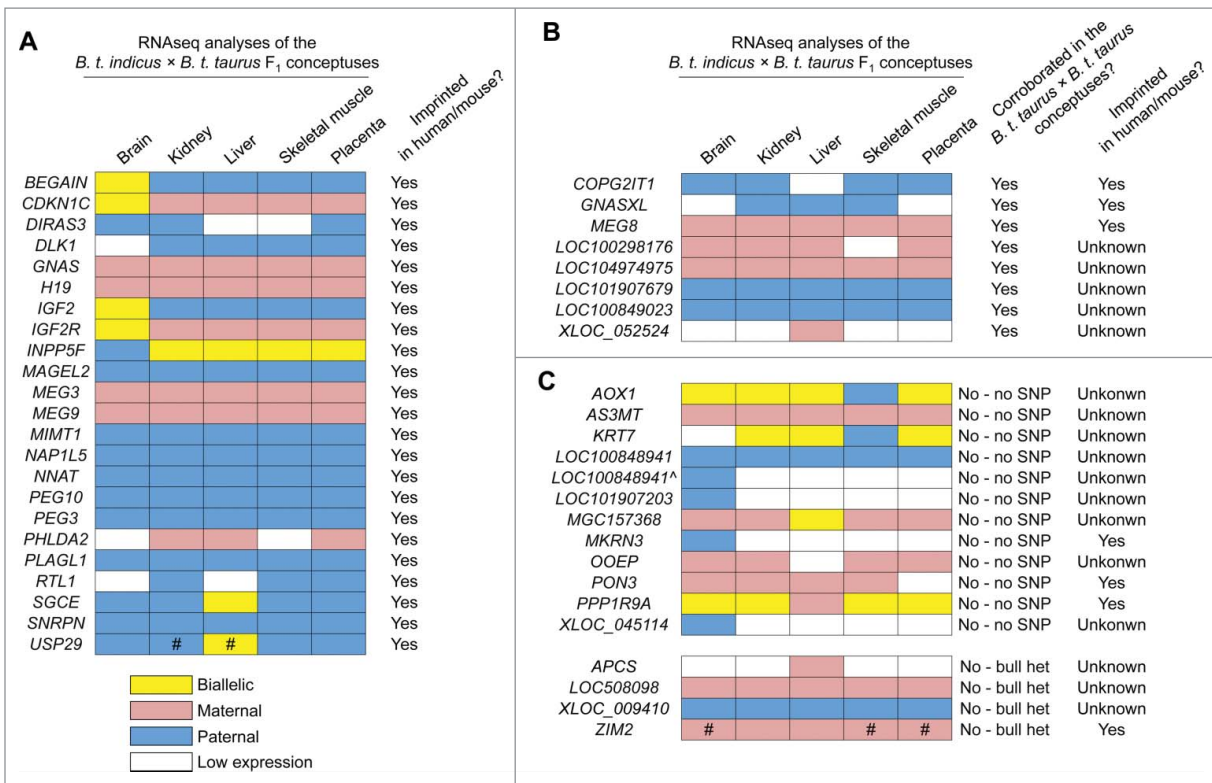 A
RNAseq analyses of the
B. t. indicus × B. t. taurus F1 conceptuses
Brain
Kidney
Liver
Skeletal muscle
Placenta
Imprinted
in human/mouse?
BEGAIN Yes
CDKN1C Yes
DIRAS3 Yes
DLK1 Yes
GNAS Yes
H19 Yes
IGF2 Yes
IGF2R Yes
INPP5F Yes
MAGEL2 Yes
MEG3 Yes
MEG9 Yes
MIMT1 Yes
NAP1L5 Yes
NNAT Yes
PEG10 Yes
PEG3 Yes
PHLDA2 Yes
PLAGL1 Yes
RTL1 Yes
SGCE Yes
SNRPN Yes
USP29 # # Yes
Biallelic
Maternal
Paternal
Low expression
B
RNAseq analyses of the
B. t. indicus × B. t. taurus F1 conceptuses
Brain
Kidney
Liver
Skeletal muscle
Placenta
Corroborated in the
B. t. taurus × B. t. taurus
conceptuses?
Imprinted
in human/mouse?
COPG2IT1 Yes Yes
GNASXL Yes Yes
MEG8 Yes Yes
LOC100298176 Yes Unknown
LOC104974975 Yes Unknown
LOC101907679 Yes Unknown
LOC100849023 Yes Unknown
XLOC_052524 Yes Unknown
C
AOX1 No - no SNP Unkonwn
AS3MT No - no SNP Unknown
KRT7 No - no SNP Unknown
LOC100848941 No - no SNP Unknown
LOC100848941^ No - no SNP Unkonwn
LOC101907203 No - no SNP Unknown
MGC157368 No - no SNP Unkonwn
MKRN3 No - no SNP Yes
OOEP No - no SNP Unkonwn
PON3 No - no SNP Yes
PPP1R9A No - no SNP Yes
XLOC_045114 No - no SNP Unkonwn
APCS No - bull het Unknown
LOC508098 No - bull het Unknown
XLOC_009410 No - bull het Unknown
ZIM2 # # # No - bull het Yes